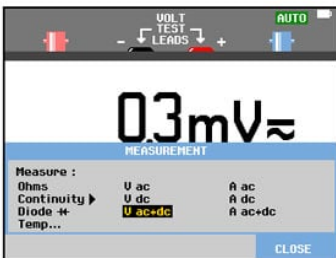 VOLT
AUTO
TEST
- LEADS +
0.3mV
MEASUREMENT
Measure :
Ohms V ac A ac
Continuity V dc A dc
Diode V ac+dc A ac+dc
Temp...
CLOSE